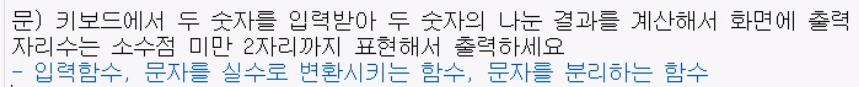 문) 키보드에서 두 숫자를 입력받아 두 숫자의 나눈 결과를 계산해서 화면에 출력
자리수는 소수점 미만 2자리까지 표현해서 출력하세요
- 입력함수, 문자를 실수로 변환시키는 함수, 문자를 분리하는 함수